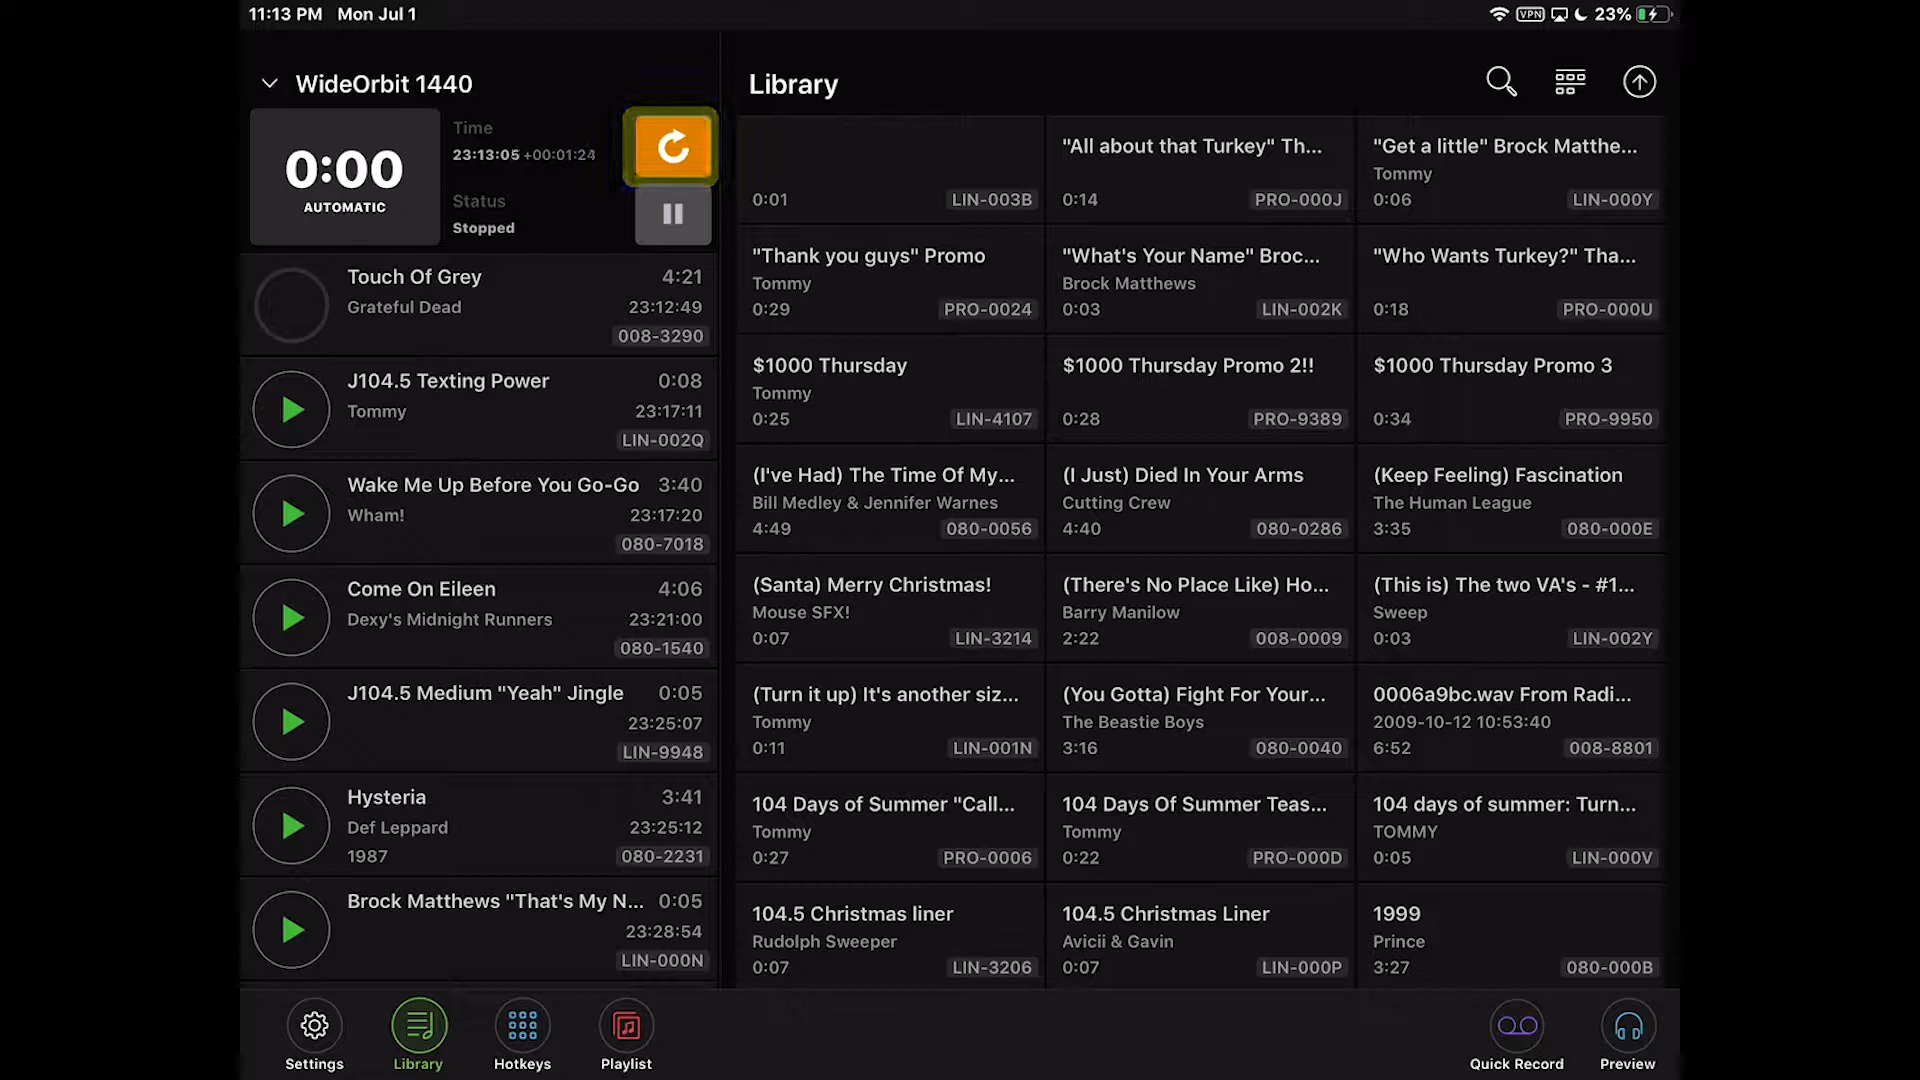 11:13 PM Mon Jul 1
VPN 23%
WideOrbit 1440
Library
0:00
AUTOMATIC
Time
23:13:05 +00:01:24
Status
Stopped
Touch Of Grey 4:21
Grateful Dead 23:12:49
008-3290
J104.5 Texting Power 0:08
Tommy 23:17:11
LIN-002Q
Wake Me Up Before You Go-Go 3:40
Wham! 23:17:20
080-7018
Come On Eileen 4:06
Dexy's Midnight Runners 23:21:00
080-1540
J104.5 Medium "Yeah" Jingle 0:05
23:25:07
LIN-9948
Hysteria 3:41
Def Leppard 23:25:12
1987 080-2231
Brock Matthews "That's My N... 0:05
23:28:54
LIN-000N
0:01 LIN-003B
"All about that Turkey" Th...
0:14 PRO-000J
"Get a little" Brock Matthe...
Tommy
0:06 LIN-000Y
"Thank you guys" Promo
Tommy
0:29 PRO-0024
"What's Your Name" Broc...
Brock Matthews
0:03 LIN-002K
"Who Wants Turkey?" Tha...
0:18 PRO-000U
$1000 Thursday
Tommy
0:25 LIN-4107
$1000 Thursday Promo 2!!
0:28 PRO-9389
$1000 Thursday Promo 3
0:34 PRO-9950
(I've Had) The Time Of My...
Bill Medley & Jennifer Warnes
4:49 080-0056
(I Just) Died In Your Arms
Cutting Crew
4:40 080-0286
(Keep Feeling) Fascination
The Human League
3:35 080-000E
(Santa) Merry Christmas!
Mouse SFX!
0:07 LIN-3214
(There's No Place Like) Ho...
Barry Manilow
2:22 008-0009
(This is) The two VA's - #1...
Sweep
0:03 LIN-002Y
(Turn it up) It's another siz...
Tommy
0:11 LIN-001N
(You Gotta) Fight For Your...
The Beastie Boys
3:16 080-0040
0006a9bc.wav From Radi...
2009-10-12 10:53:40
6:52 008-8801
104 Days of Summer "Call...
Tommy
0:27 PRO-0006
104 Days Of Summer Teas...
Tommy
0:22 PRO-000D
104 days of summer: Turn...
TOMMY
0:05 LIN-000V
104.5 Christmas liner
Rudolph Sweeper
0:07 LIN-3206
104.5 Christmas Liner
Avicii & Gavin
0:07 LIN-000P
1999
Prince
3:27 080-000B
Settings
Library
Hotkeys
Playlist
Quick Record
Preview